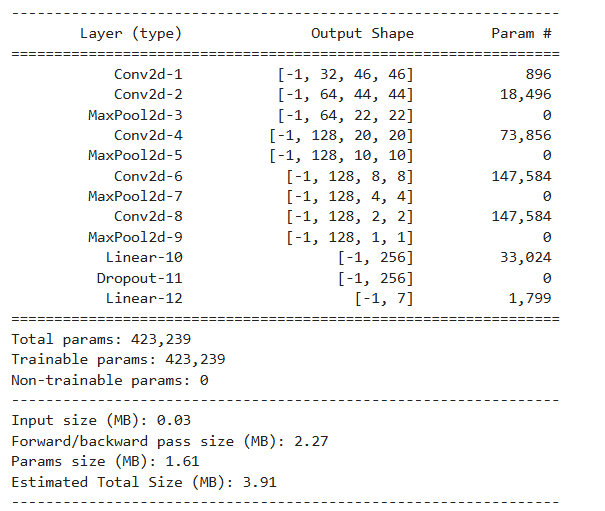 ----------------------------------------------------------------
Layer (type) Output Shape Param #
================================================================
Conv2d-1 [-1, 32, 46, 46] 896
Conv2d-2 [-1, 64, 44, 44] 18,496
MaxPool2d-3 [-1, 64, 22, 22] 0
Conv2d-4 [-1, 128, 20, 20] 73,856
MaxPool2d-5 [-1, 128, 10, 10] 0
Conv2d-6 [-1, 128, 8, 8] 147,584
MaxPool2d-7 [-1, 128, 4, 4] 0
Conv2d-8 [-1, 128, 2, 2] 147,584
MaxPool2d-9 [-1, 128, 1, 1] 0
Linear-10 [-1, 256] 33,024
Dropout-11 [-1, 256] 0
Linear-12 [-1, 7] 1,799
================================================================
Total params: 423,239
Trainable params: 423,239
Non-trainable params: 0
----------------------------------------------------------------
Input size (MB): 0.03
Forward/backward pass size (MB): 2.27
Params size (MB): 1.61
Estimated Total Size (MB): 3.91
----------------------------------------------------------------